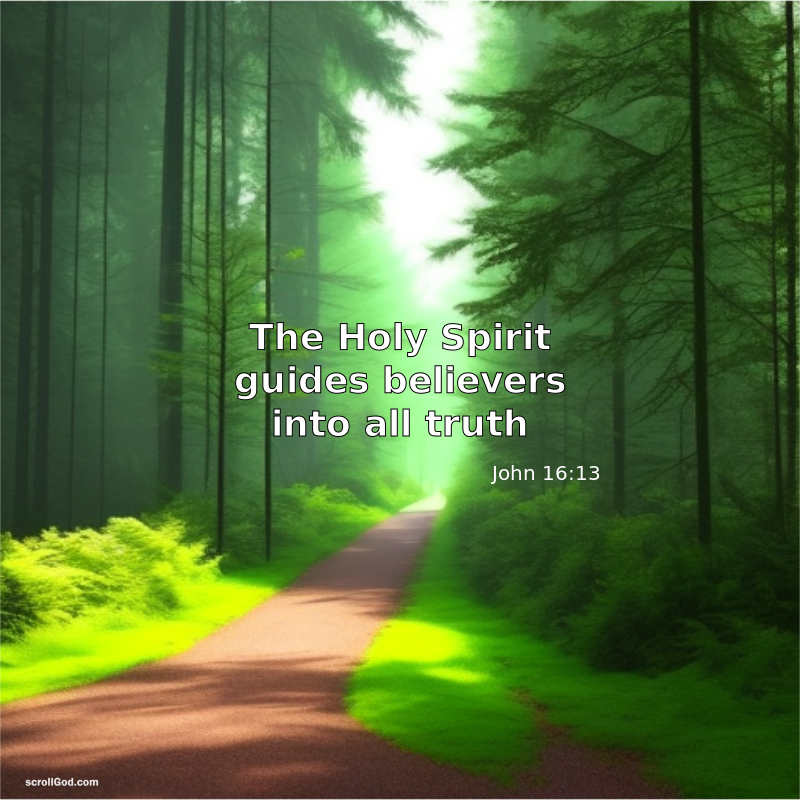 The Holy Spirit
guides believers
into all truth
John 16:13
scrollGod.com